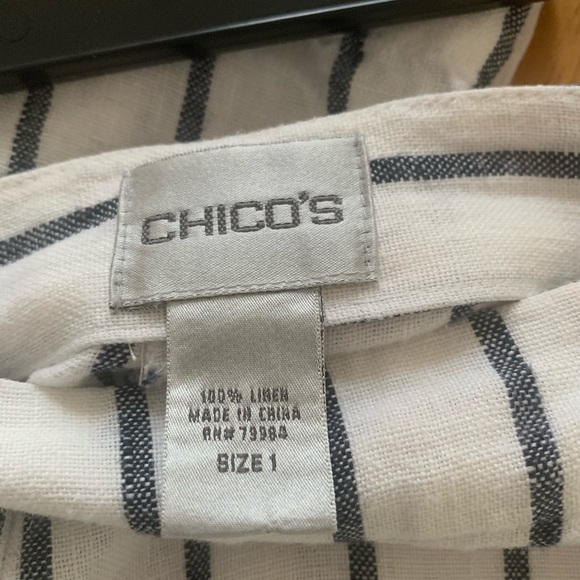 CHICO'S
100% LINEN
MADE IN CHINA
RN# 79984
SIZE 1